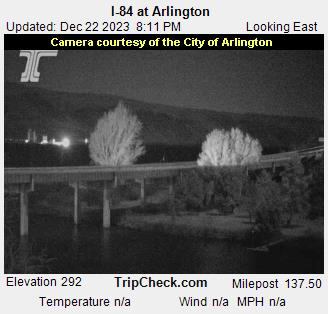 I-84 at Arlington
Updated: Dec 22 2023 8:11 PM Looking East
Camera courtesy of the City of Arlington
Elevation 292 TripCheck.com Milepost 137.50
Temperature n/a Wind n/a MPH n/a